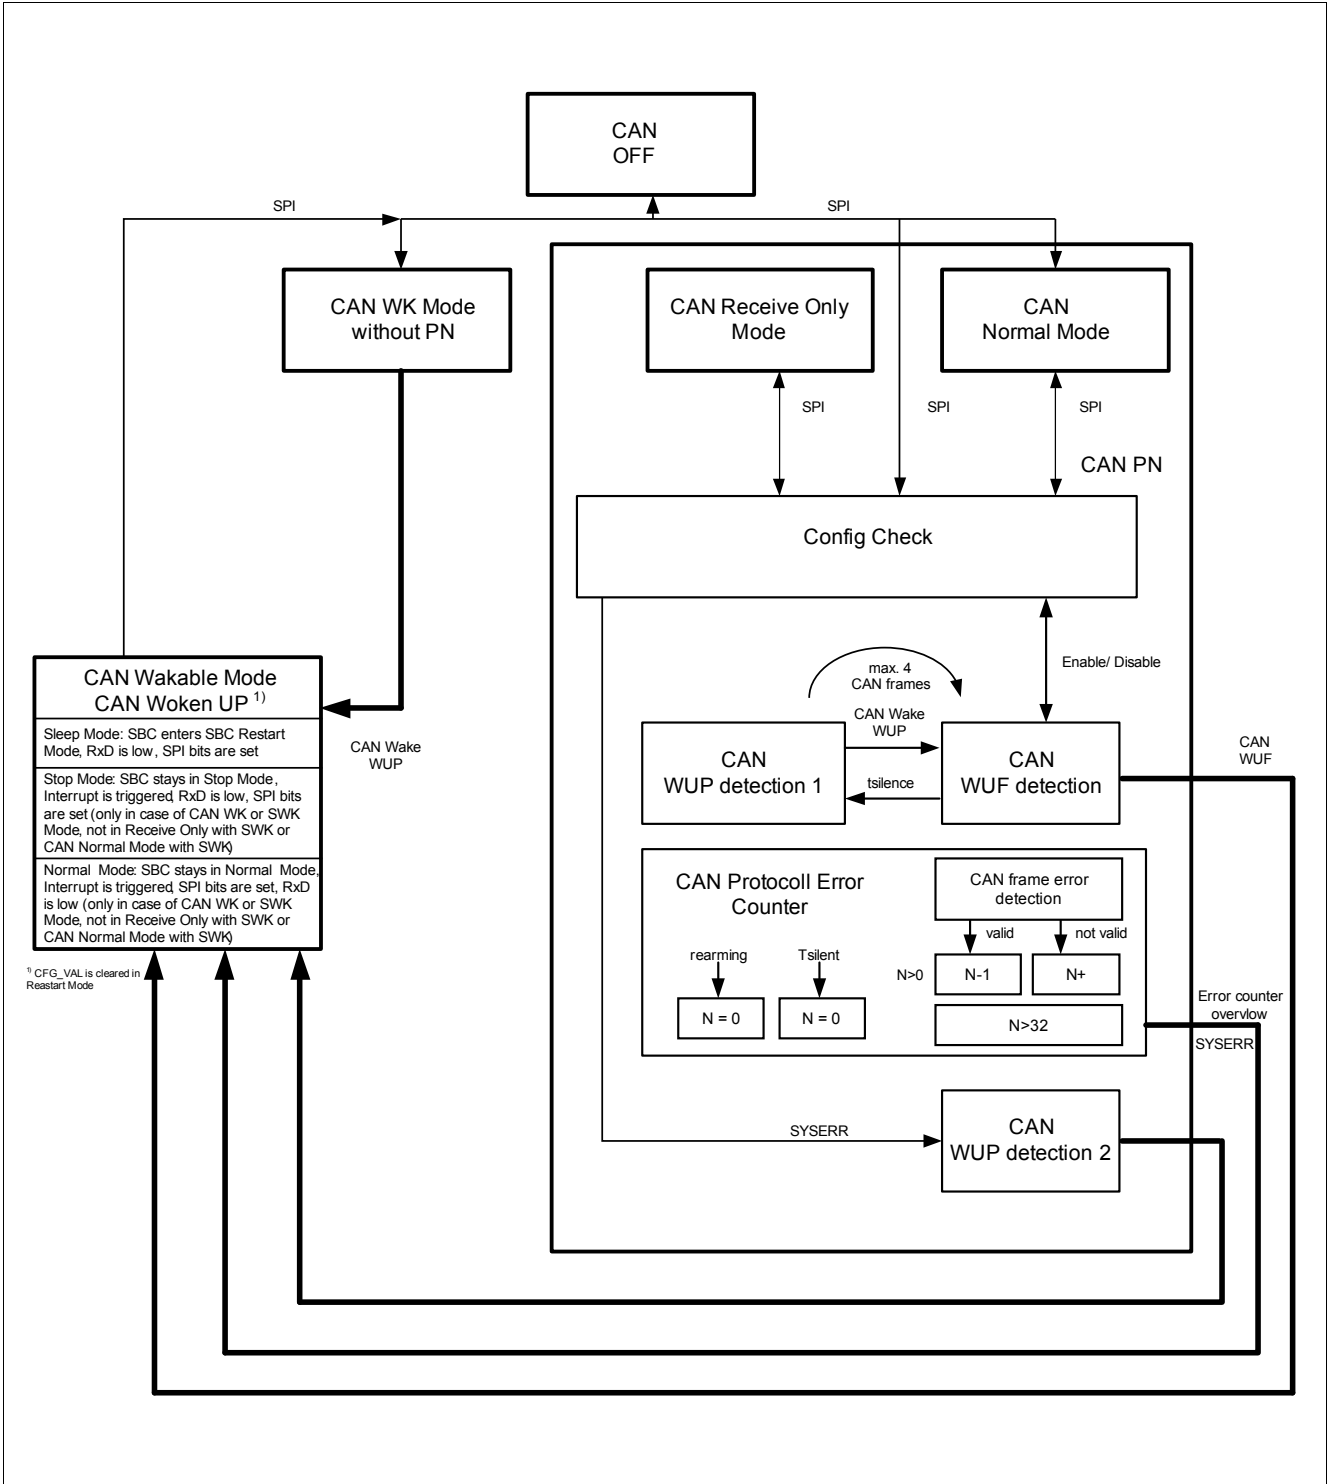 CAN
OFF
SPI
SPI
CAN WK Mode
without PN
CAN Receive Only
Mode
CAN
Normal Mode
SPI
SPI
SPI
CAN PN
Config Check
Enable/ Disable
max. 4
CAN frames
CAN Wake
WUP
CAN
WUP detection 1
tsilence
CAN
WUF detection
CAN
WUF
CAN Wakable Mode
CAN Woken UP 1)
Sleep Mode: SBC enters SBC Restart
Mode, RxD is low, SPI bits are set
Stop Mode: SBC stays in Stop Mode,
Interrupt is triggered, RxD is low, SPI bits
are set (only in case of CAN WK or SWK
Mode, not in Receive Only with SWK or
CAN Normal Mode with SWK)
Normal Mode: SBC stays in Normal Mode,
Interrupt is triggered, SPI bits are set, RxD
is low (only in case of CAN WK or SWK
Mode, not in Receive Only with SWK or
CAN Normal Mode with SWK)
1) CFG_VAL is cleared in
Reastart Mode
CAN Wake
WUP
CAN Protocoll Error
Counter
CAN frame error
detection
valid
not valid
rearming
Tsilent
N>0
N-1
N+
N = 0
N = 0
N>32
Error counter
overvlow
SYSERR
SYSERR
CAN
WUP detection 2